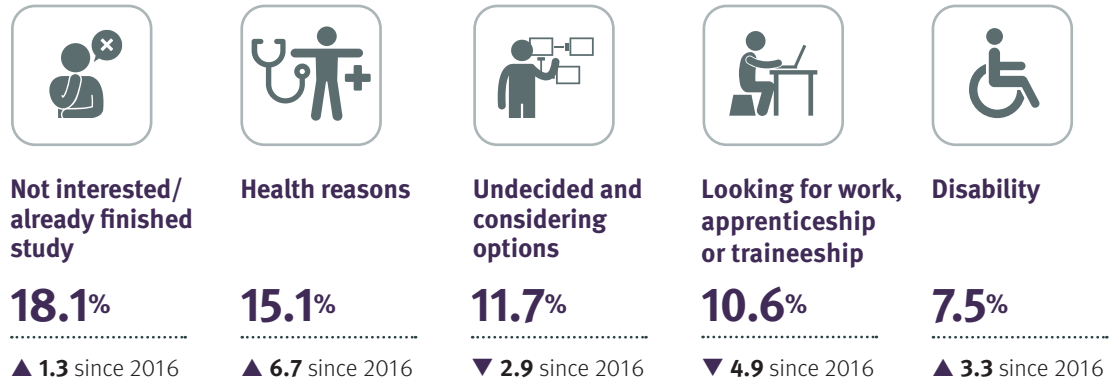 Not interested/
already finished
study
18.1%
▲ 1.3 since 2016
Health reasons
15.1%
▲ 6.7 since 2016
Undecided and
considering
options
11.7%
▼ 2.9 since 2016
Looking for work,
apprenticeship
or traineeship
10.6%
▼ 4.9 since 2016
Disability
7.5%
▲ 3.3 since 2016